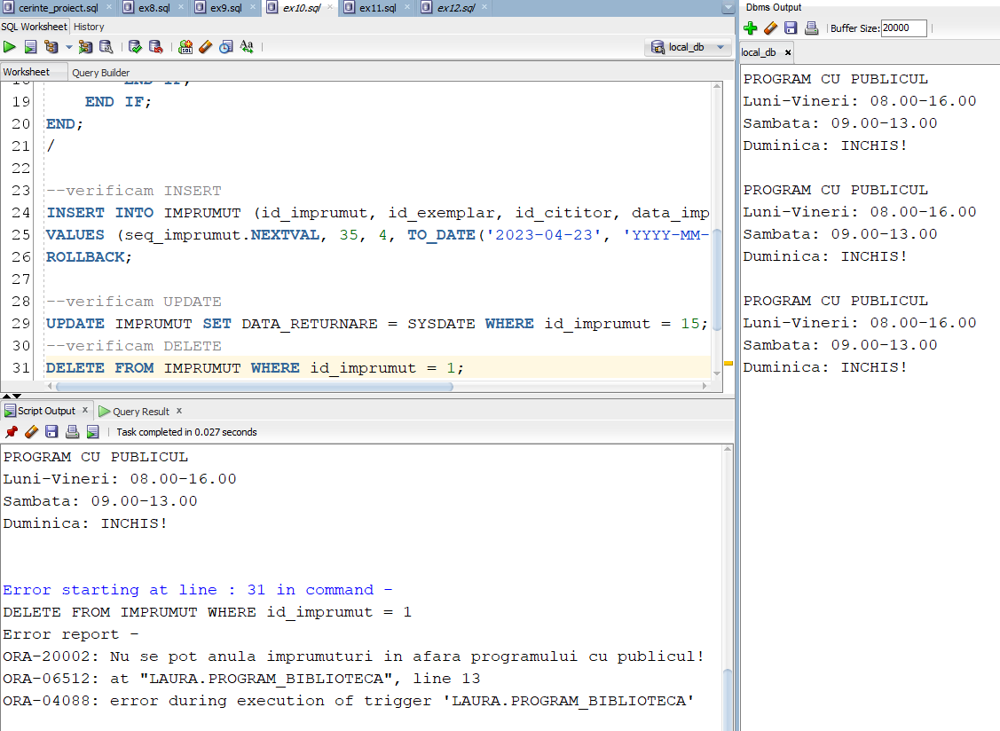 cerinte_proiect.sql ex8.sql ex9.sql ex10.sql ex11.sql ex12.sql
SQL Worksheet History
local_db
Worksheet Query Builder
18 END IF;
19 END IF;
20 END;
21 /
22
23 --verificam INSERT
24 INSERT INTO IMPRUMUT (id_imprumut, id_exemplar, id_cititor, data_imp
25 VALUES (seq_imprumut.NEXTVAL, 35, 4, TO_DATE('2023-04-23', 'YYYY-MM-
26 ROLLBACK;
27
28 --verificam UPDATE
29 UPDATE IMPRUMUT SET DATA_RETURNARE = SYSDATE WHERE id_imprumut = 15;
30 --verificam DELETE
31 DELETE FROM IMPRUMUT WHERE id_imprumut = 1;
Script Output x Query Result x
Task completed in 0.027 seconds
PROGRAM CU PUBLICUL
Luni-Vineri: 08.00-16.00
Sambata: 09.00-13.00
Duminica: INCHIS!
Error starting at line : 31 in command -
DELETE FROM IMPRUMUT WHERE id_imprumut = 1
Error report -
ORA-20002: Nu se pot anula imprumuturi in afara programului cu publicul!
ORA-06512: at "LAURA.PROGRAM_BIBLIOTECA", line 13
ORA-04088: error during execution of trigger 'LAURA.PROGRAM_BIBLIOTECA'
Dbms Output
Buffer Size: 20000
local_db x
PROGRAM CU PUBLICUL
Luni-Vineri: 08.00-16.00
Sambata: 09.00-13.00
Duminica: INCHIS!
PROGRAM CU PUBLICUL
Luni-Vineri: 08.00-16.00
Sambata: 09.00-13.00
Duminica: INCHIS!
PROGRAM CU PUBLICUL
Luni-Vineri: 08.00-16.00
Sambata: 09.00-13.00
Duminica: INCHIS!